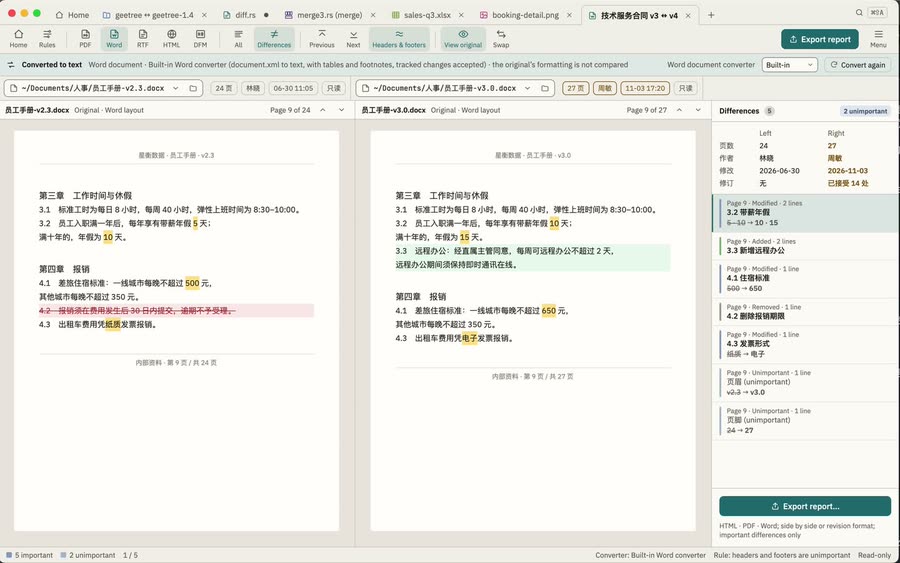 geetree ↔ geetree-1.4
diff.rs
merge3.rs (merge)
sales-q3.xlsx
booking-detail.png
技术服务合同 v3 ↔ v4
Home
Rules
PDF
Word
RTF
HTML
DFM
All
Differences
Previous
Next
Headers & footers
View original
Swap
Export report
Menu
Converted to text Word document · Built-in Word converter (document.xml to text, with tables and footnotes, tracked changes accepted) · the original's formatting is not compared
Word document converter
Built-in
Convert again
~/Documents/人事/员工手册-v2.3.docx
24 页
林晓
06-30 11:05
只读
~/Documents/人事/员工手册-v3.0.docx
27 页
周敏
11-03 17:20
只读
员工手册-v2.3.docx Original · Word layout
Page 9 of 24
星衡数据 · 员工手册 · v2.3
第三章 工作时间与休假
3.1 标准工时为每日 8 小时，每周 40 小时，弹性上班时间为 8:30–10:00。
3.2 员工入职满一年后，每年享有带薪年假 5 天；
满十年的，年假为 10 天。
第四章 报销
4.1 差旅住宿标准：一线城市每晚不超过 500 元，
其他城市每晚不超过 350 元。
4.2 报销须在费用发生后 30 日内提交，逾期不予受理。
4.3 出租车费用凭纸质发票报销。
内部资料 · 第 9 页 / 共 24 页
员工手册-v3.0.docx Original · Word layout
Page 9 of 27
星衡数据 · 员工手册 · v3.0
第三章 工作时间与休假
3.1 标准工时为每日 8 小时，每周 40 小时，弹性上班时间为 8:30–10:00。
3.2 员工入职满一年后，每年享有带薪年假 10 天；
满十年的，年假为 15 天。
3.3 远程办公：经直属主管同意，每周可远程办公不超过 2 天，
远程办公期间须保持即时通讯在线。
第四章 报销
4.1 差旅住宿标准：一线城市每晚不超过 650 元，
其他城市每晚不超过 350 元。
4.3 出租车费用凭电子发票报销。
内部资料 · 第 9 页 / 共 27 页
Differences 5
2 unimportant
Left Right
页数 24 27
作者 林晓 周敏
修改 2026-06-30 2026-11-03
修订 无 已接受 14 处
Page 9 · Modified · 2 lines
3.2 带薪年假
5 · 10 → 10 · 15
Page 9 · Added · 2 lines
3.3 新增远程办公
Page 9 · Modified · 1 line
4.1 住宿标准
500 → 650
Page 9 · Removed · 1 line
4.2 删除报销期限
Page 9 · Modified · 1 line
4.3 发票形式
纸质 → 电子
Page 9 · Unimportant · 1 line
页眉 (unimportant)
v2.3 → v3.0
Page 9 · Unimportant · 1 line
页脚 (unimportant)
24 → 27
Export report...
HTML · PDF · Word; side by side or revision format;
important differences only
5 important
2 unimportant
1 / 5
Converter: Built-in Word converter
Rule: headers and footers are unimportant
Read-only